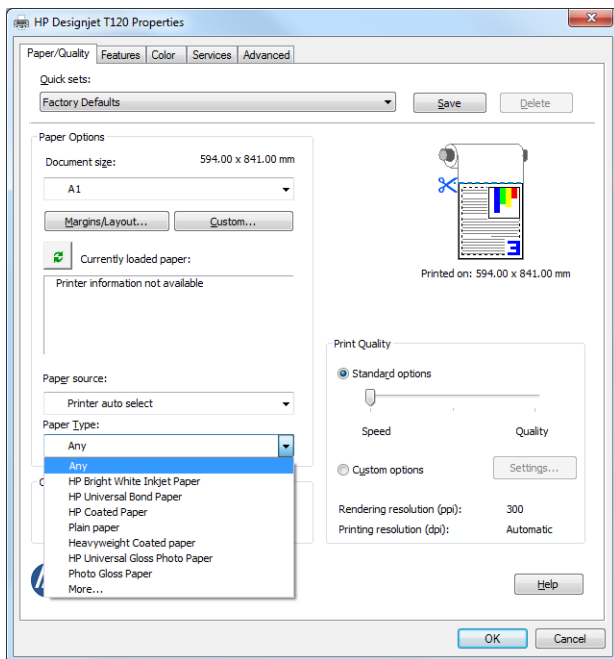 HP Designjet T120 Properties
Paper/Quality Features Color Services Advanced
Quick sets:
Factory Defaults
Save
Delete
Paper Options
Document size: 594.00 x 841.00 mm
A1
Margins/Layout...
Custom...
Currently loaded paper:
Printer information not available
Paper source:
Printer auto select
Paper Type:
Any
Any
HP Bright White Inkjet Paper
HP Universal Bond Paper
HP Coated Paper
Plain paper
Heavyweight Coated paper
HP Universal Gloss Photo Paper
Photo Gloss Paper
More...
Printed on: 594.00 x 841.00 mm
Print Quality
Standard options
Speed Quality
Custom options
Settings...
Rendering resolution (ppi): 300
Printing resolution (dpi): Automatic
Help
OK
Cancel